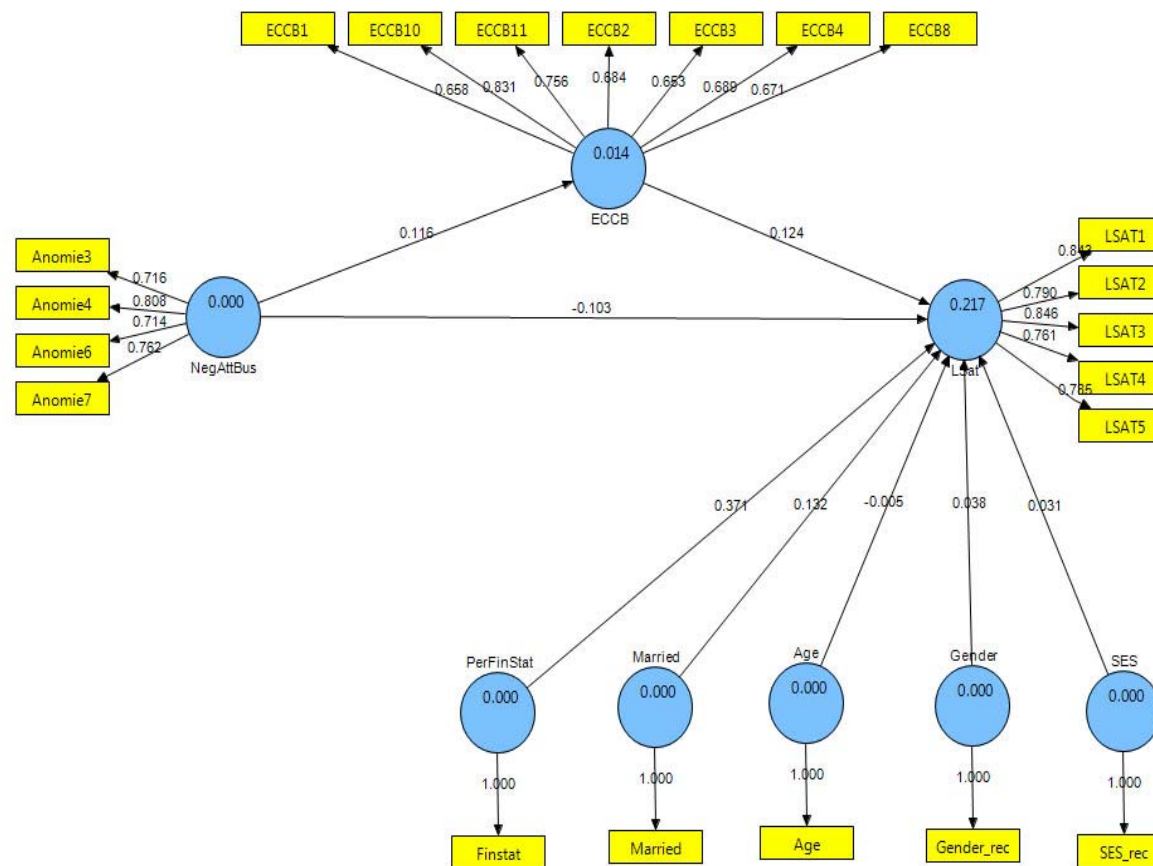 ECCB1 ECCB10 ECCB11 ECCB2 ECCB3 ECCB4 ECCB8
0.658 0.831 0.756 0.684 0.653 0.689 0.671
0.014
ECCB
0.116 0.124
Anomie3
Anomie4
Anomie6
Anomie7
0.716
0.808
0.714
0.762
0.000
NegAttBus
-0.103
0.217
LSat
0.843
0.790
0.846
0.761
LSAT1
LSAT2
LSAT3
LSAT4
LSAT5
0.371 0.132 -0.005 0.038 0.031
PerFinStat Married Age Gender SES
0.000 0.000 0.000 0.000 0.000
1.000 1.000 1.000 1.000 1.000
Finstat Married Age Gender_rec SES_rec